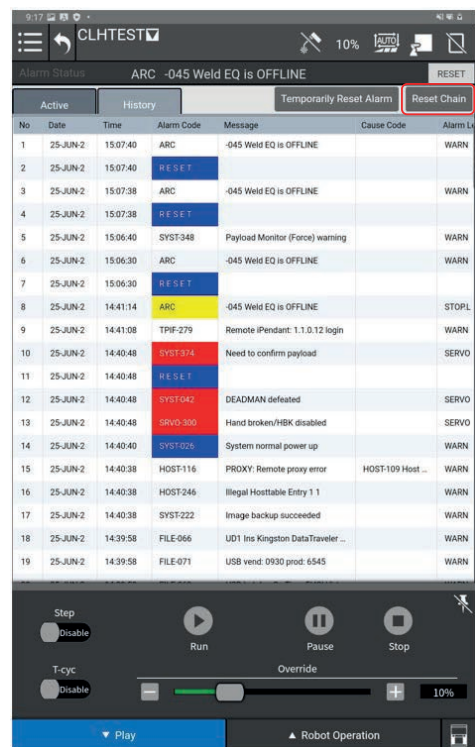 9:17
CLHTEST
10% AUTO
Alarm Status ARC -045 Weld EQ is OFFLINE RESET
Active History Temporarily Reset Alarm Reset Chain
No Date Time Alarm Code Message Cause Code Alarm Le
1 25-JUN-2 15:07:40 ARC -045 Weld EQ is OFFLINE WARN
2 25-JUN-2 15:07:40 RESET
3 25-JUN-2 15:07:38 ARC -045 Weld EQ is OFFLINE WARN
4 25-JUN-2 15:07:38 RESET
5 25-JUN-2 15:06:40 SYST-348 Payload Monitor (Force) warning WARN
6 25-JUN-2 15:06:30 ARC -045 Weld EQ is OFFLINE WARN
7 25-JUN-2 15:06:30 RESET
8 25-JUN-2 14:41:14 ARC -045 Weld EQ is OFFLINE STOP.L
9 25-JUN-2 14:41:08 TPIF-279 Remote iPendant: 1.1.0.12 login WARN
10 25-JUN-2 14:40:48 SYST-374 Need to confirm payload SERVO
11 25-JUN-2 14:40:48 RESET
12 25-JUN-2 14:40:48 SYST-042 DEADMAN defeated SERVO
13 25-JUN-2 14:40:48 SRVO-300 Hand broken/HBK disabled SERVO
14 25-JUN-2 14:40:40 SYST-026 System normal power up WARN
15 25-JUN-2 14:40:38 HOST-116 PROXY: Remote proxy error HOST-109 Host ... WARN
16 25-JUN-2 14:40:38 HOST-246 Illegal Hosttable Entry 1 1 WARN
17 25-JUN-2 14:40:38 SYST-222 Image backup succeeded WARN
18 25-JUN-2 14:39:58 FILE-066 UD1 Ins Kingston DataTraveler ... WARN
19 25-JUN-2 14:39:58 FILE-071 USB vend: 0930 prod: 6545 WARN
Step
Disable
Run Pause Stop
T-cyc Override
Disable 10%
▼ Play ▲ Robot Operation